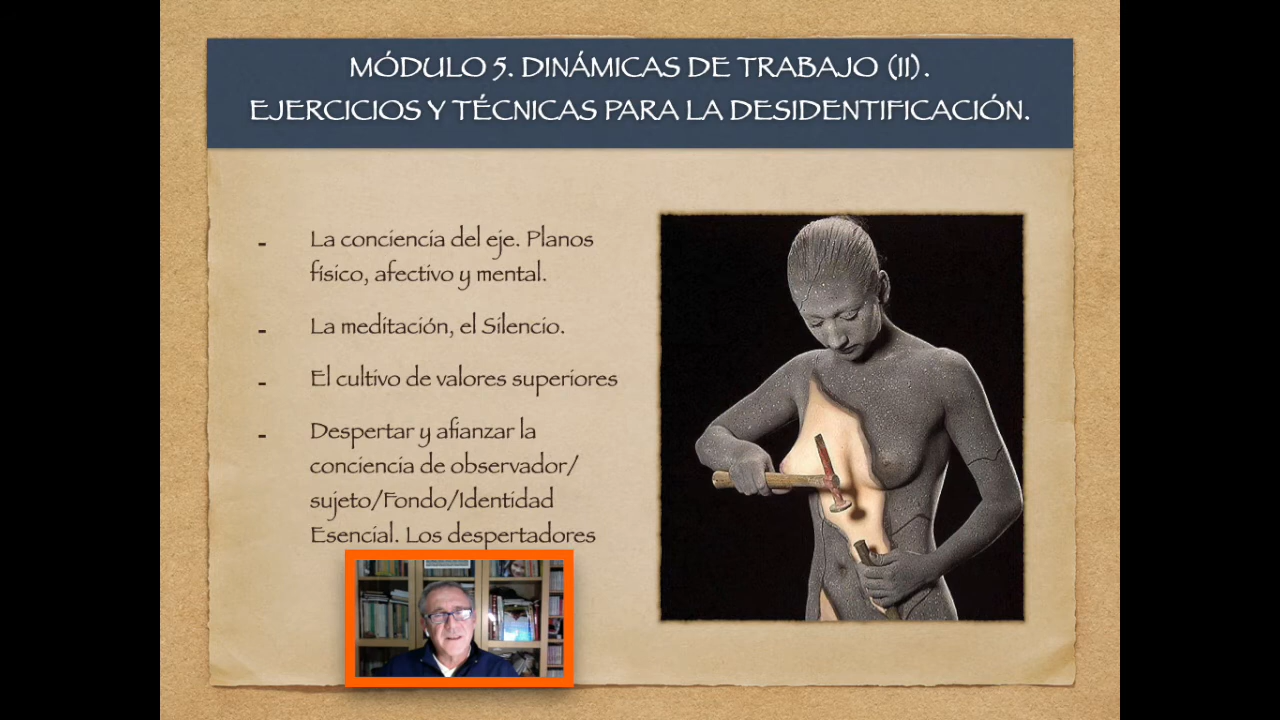 MÓDULO 5. DINÁMICAS DE TRABAJO (II).
EJERCICIOS Y TÉCNICAS PARA LA DESIDENTIFICACIÓN.
- La conciencia del eje. Planos
físico, afectivo y mental.
- La meditación, el Silencio.
- El cultivo de valores superiores
- Despertar y afianzar la
conciencia de observador/
sujeto/Fondo/Identidad
Esencial. Los despertadores